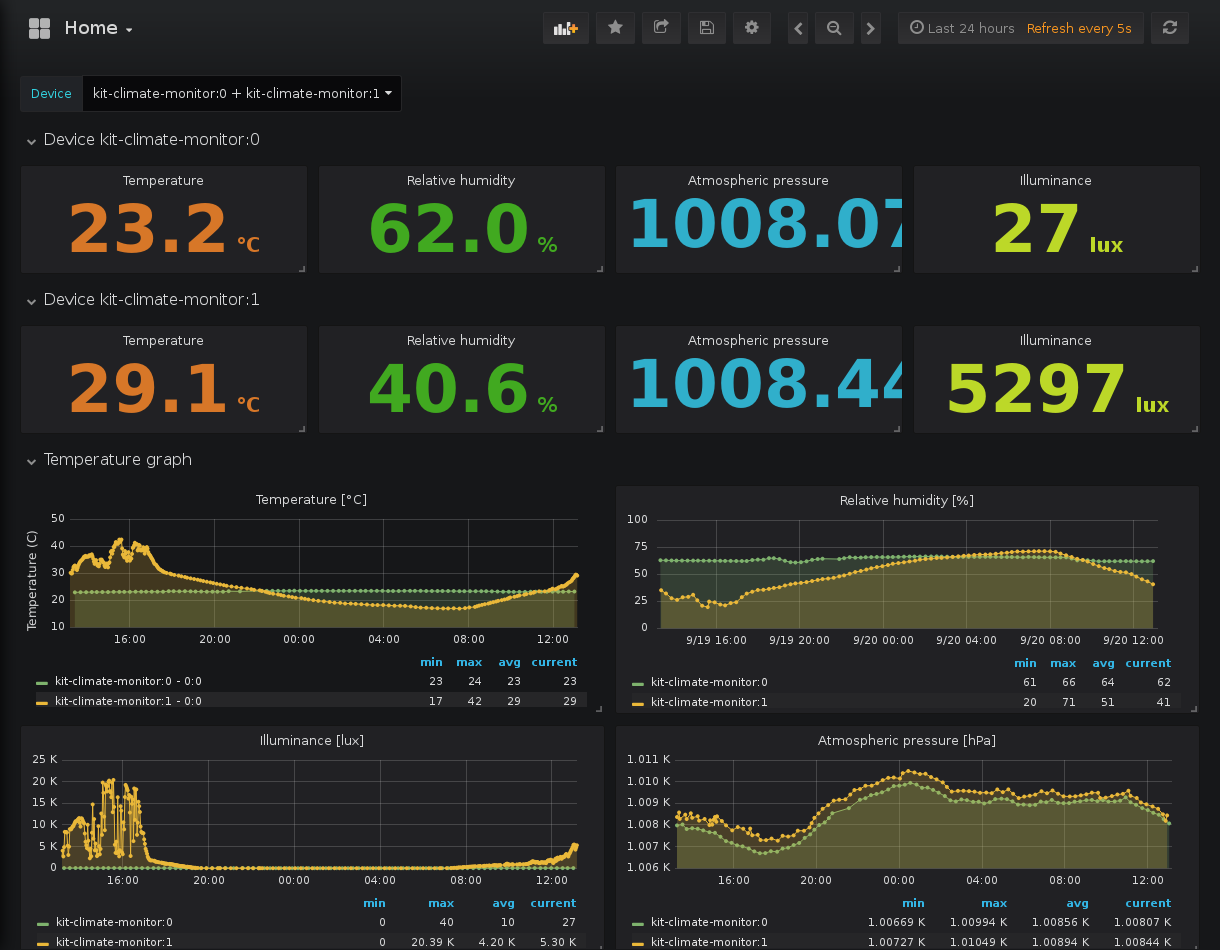 Home
Last 24 hours Refresh every 5s
Device kit-climate-monitor:0 + kit-climate-monitor:1
Device kit-climate-monitor:0
Temperature
23.2 °C
Relative humidity
62.0 %
Atmospheric pressure
1008.07
Illuminance
27 lux
Device kit-climate-monitor:1
Temperature
29.1 °C
Relative humidity
40.6 %
Atmospheric pressure
1008.44
Illuminance
5297 lux
Temperature graph
Temperature [°C]
Temperature (C)
50
40
30
20
10
16:00 20:00 00:00 04:00 08:00 12:00
min max avg current
kit-climate-monitor:0 - 0:0 23 24 23 23
kit-climate-monitor:1 - 0:0 17 42 29 29
Relative humidity [%]
100
75
50
25
0
9/19 16:00 9/19 20:00 9/20 00:00 9/20 04:00 9/20 08:00 9/20 12:00
min max avg current
kit-climate-monitor:0 61 66 64 62
kit-climate-monitor:1 20 71 51 41
Illuminance [lux]
25 K
20 K
15 K
10 K
5 K
0
16:00 20:00 00:00 04:00 08:00 12:00
min max avg current
kit-climate-monitor:0 0 40 10 27
kit-climate-monitor:1 0 20.39 K 4.20 K 5.30 K
Atmospheric pressure [hPa]
1.011 K
1.010 K
1.009 K
1.008 K
1.007 K
1.006 K
16:00 20:00 00:00 04:00 08:00 12:00
min max avg current
kit-climate-monitor:0 1.00669 K 1.00994 K 1.00856 K 1.00807 K
kit-climate-monitor:1 1.00727 K 1.01049 K 1.00894 K 1.00844 K